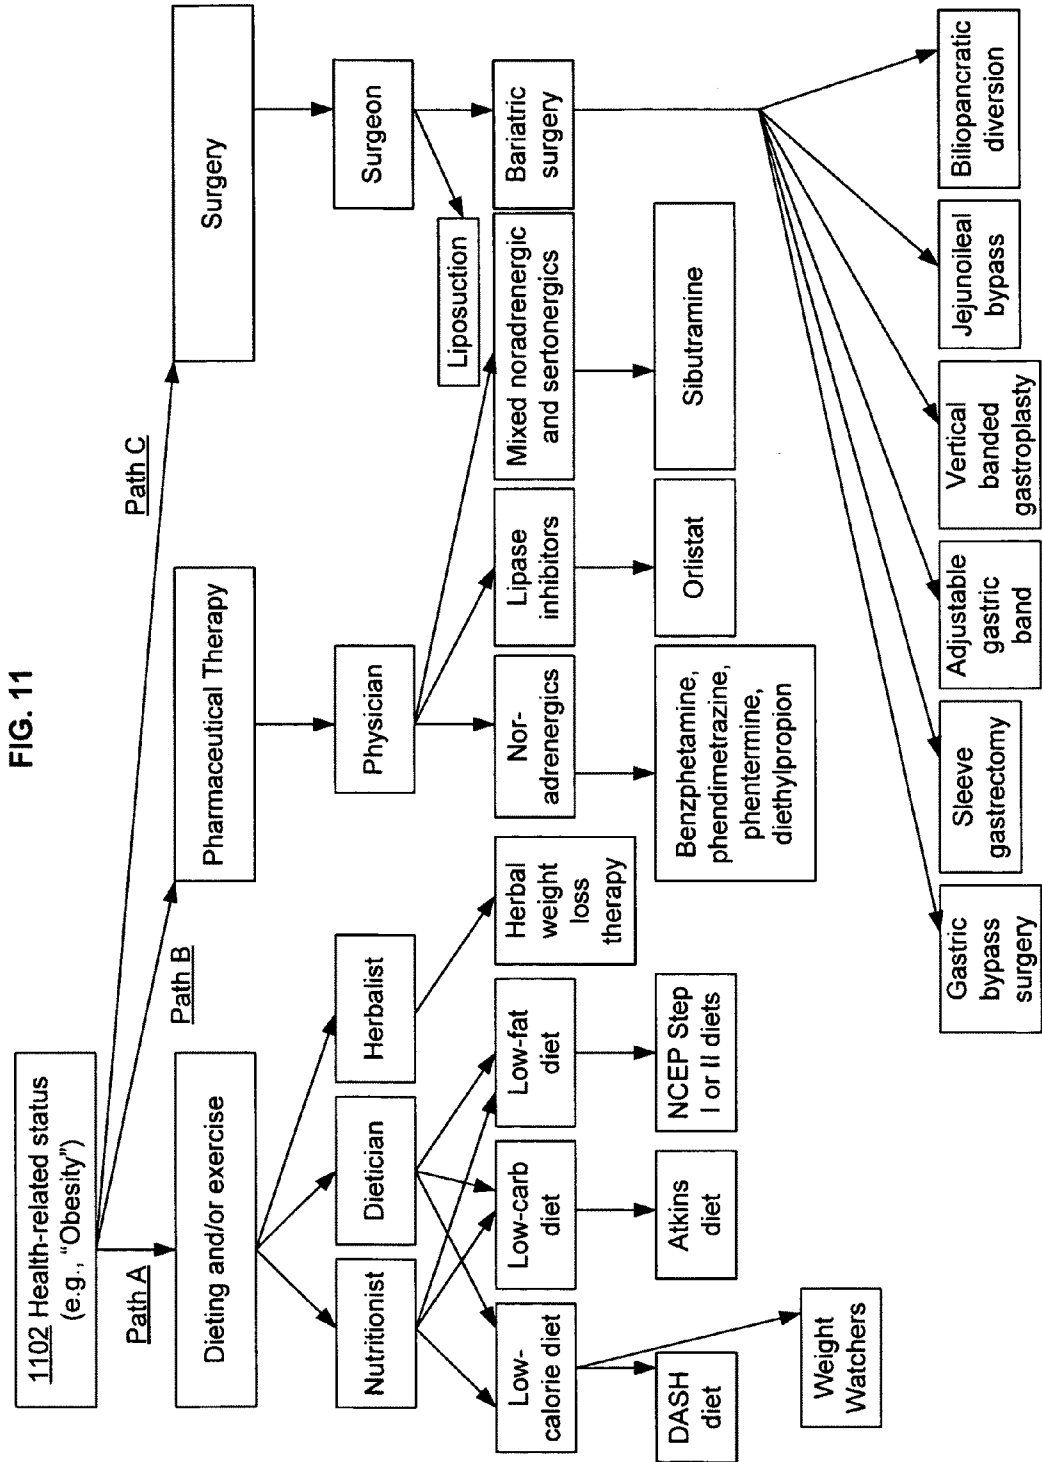 FIG. 11
1102 Health-related status
(e.g., “Obesity”)
Path A
Path B
Path C
Dieting and/or exercise
Pharmaceutical Therapy
Surgery
Nutritionist
Dietician
Herbalist
Physician
Surgeon
Liposuction
Low-
calorie diet
Low-carb
diet
Low-fat
diet
Herbal
weight
loss
therapy
Nor-
adrenergics
Lipase
inhibitors
Mixed noradrenergic
and sertonergics
Bariatric
surgery
DASH
diet
Weight
Watchers
Atkins
diet
NCEP Step
I or II diets
Benzphetamine,
phendimetrazine,
phentermine,
diethylpropion
Orlistat
Sibutramine
Gastric
bypass
surgery
Sleeve
gastrectomy
Adjustable
gastric
band
Vertical
banded
gastroplasty
Jejunoileal
bypass
Biliopancratic
diversion